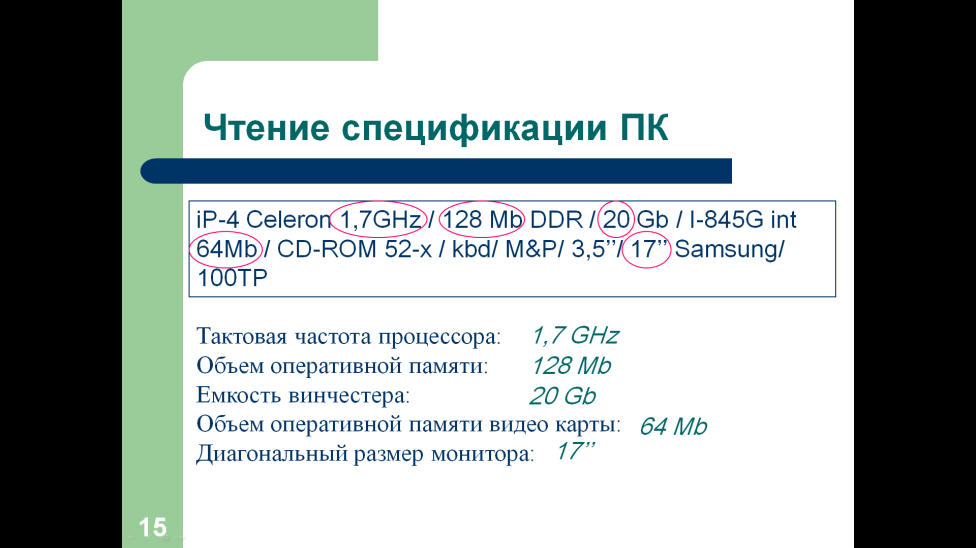 Чтение спецификации ПК
iP-4 Celeron 1,7GHz / 128 Mb DDR / 20 Gb / I-845G int
64Mb / CD-ROM 52-x / kbd/ M&P/ 3,5’’/ 17’’ Samsung/
100TP
Тактовая частота процессора: 1,7 GHz
Объем оперативной памяти: 128 Mb
Емкость винчестера: 20 Gb
Объем оперативной памяти видео карты: 64 Mb
Диагональный размер монитора: 17’’
15